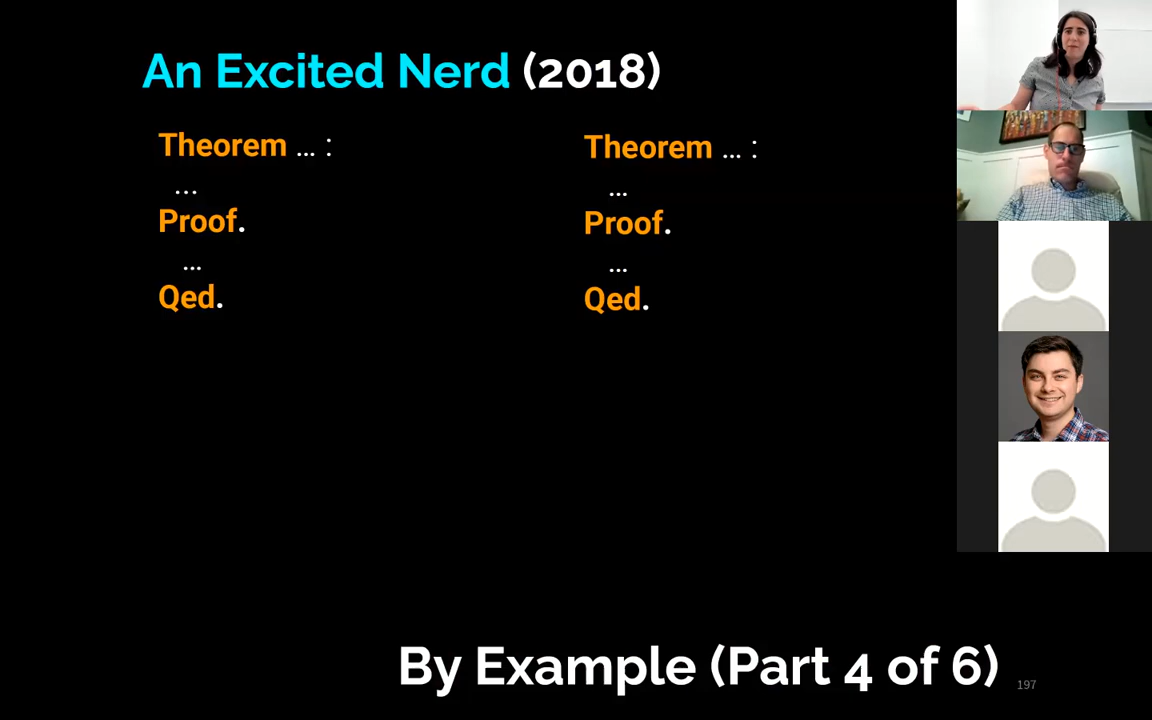 An Excited Nerd (2018)
Theorem ... :
...
Proof.
...
Qed.
Theorem ... :
...
Proof.
...
Qed.
By Example (Part 4 of 6)
197